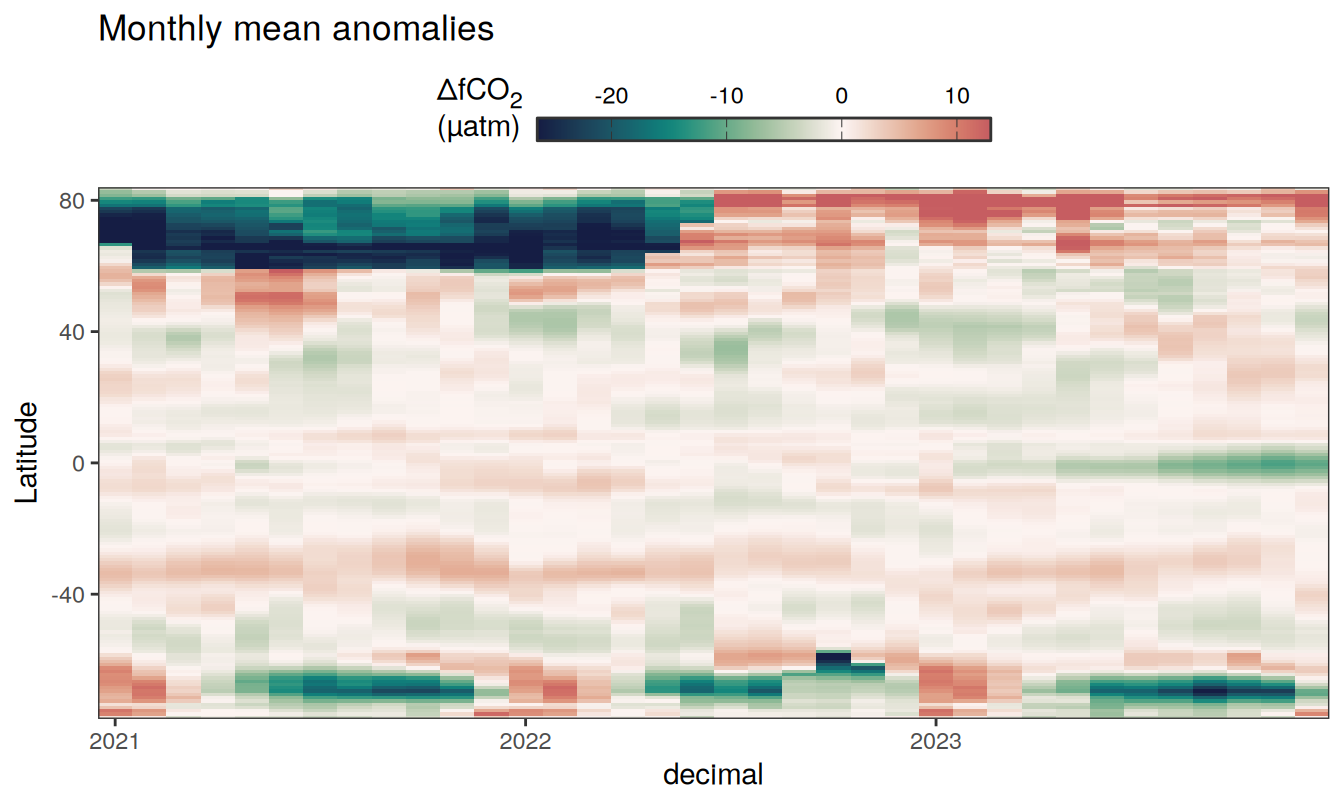 Monthly mean anomalies
ΔfCO₂
(µatm)
-20 -10 0 10
80
40
0
-40
Latitude
2021 2022 2023
decimal